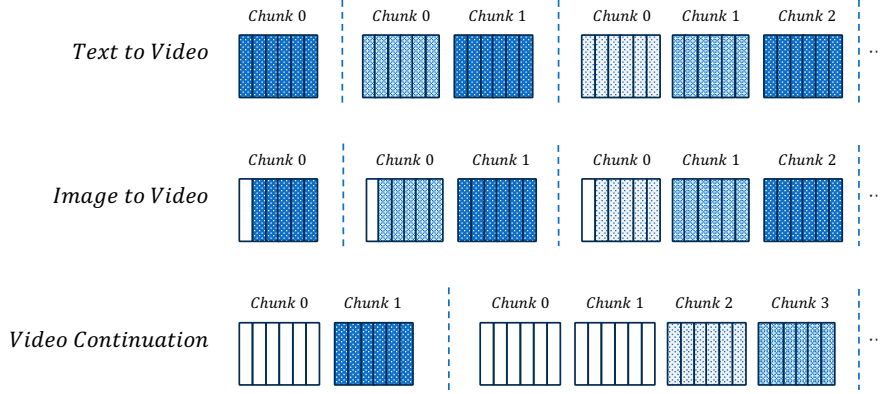 Chunk 0 Chunk 0 Chunk 1 Chunk 0 Chunk 1 Chunk 2
Text to Video ...
Chunk 0 Chunk 0 Chunk 1 Chunk 0 Chunk 1 Chunk 2
Image to Video ...
Chunk 0 Chunk 1 Chunk 0 Chunk 1 Chunk 2 Chunk 3
Video Continuation ...